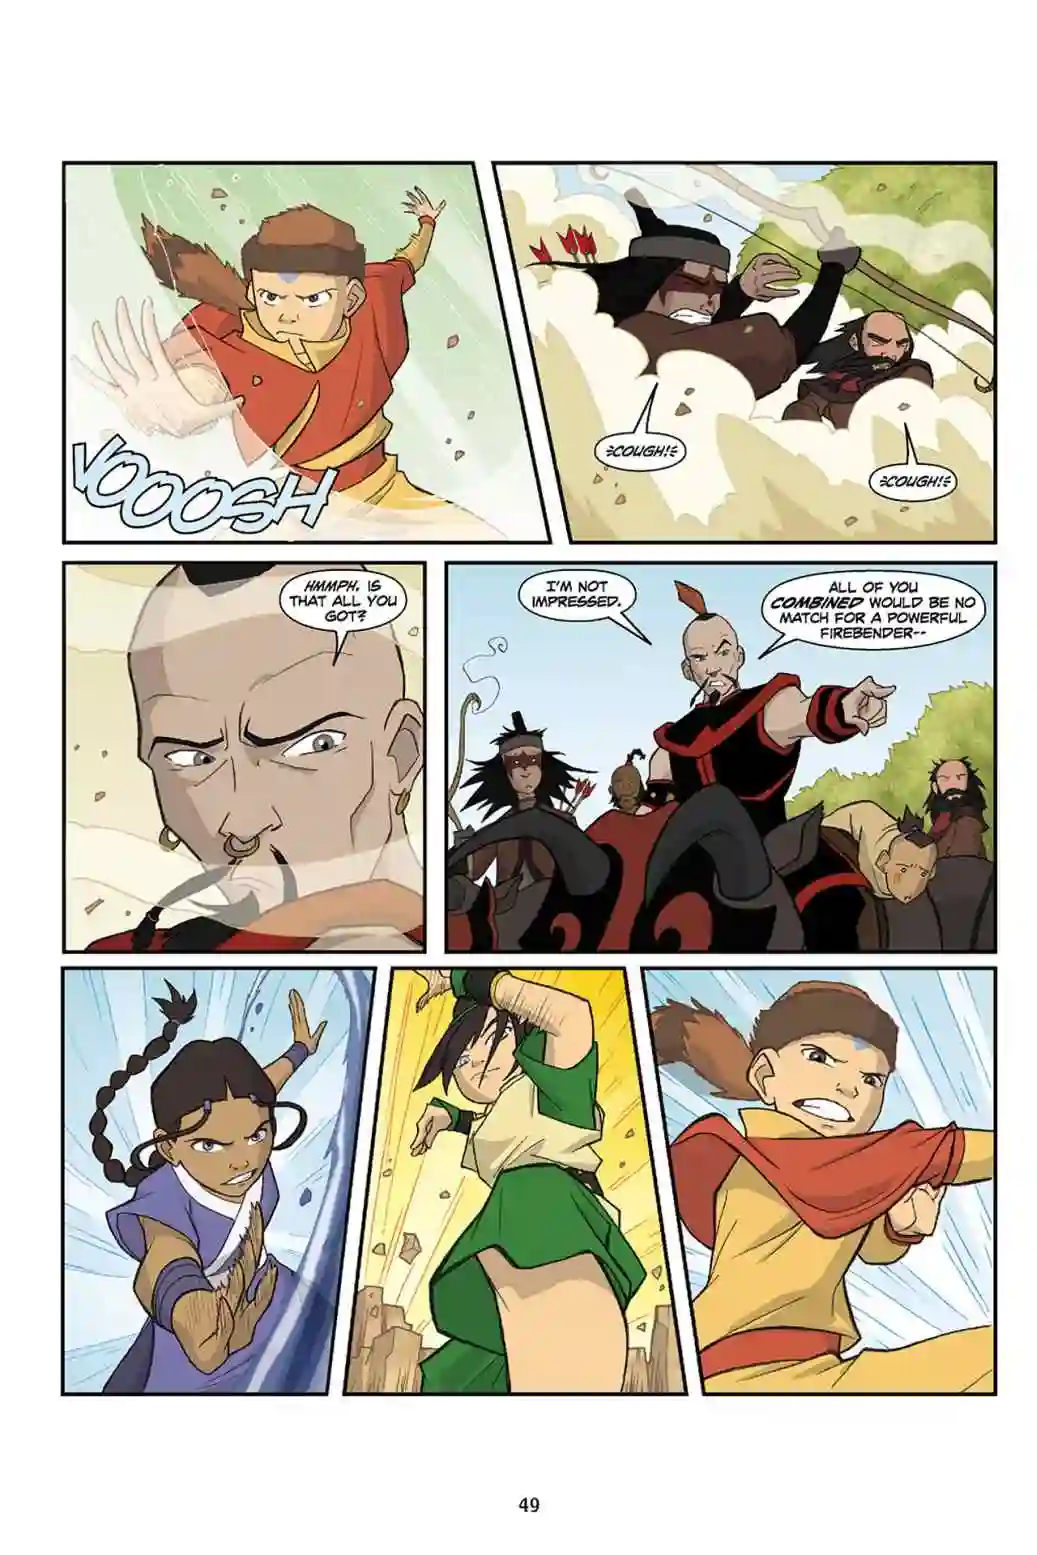 VOOOSH
COUGH!
COUGH!
HMMPH. IS
THAT ALL YOU
GOT?
I'M NOT
IMPRESSED.
ALL OF YOU
COMBINED WOULD BE NO
MATCH FOR A POWERFUL
FIREBENDER--
49